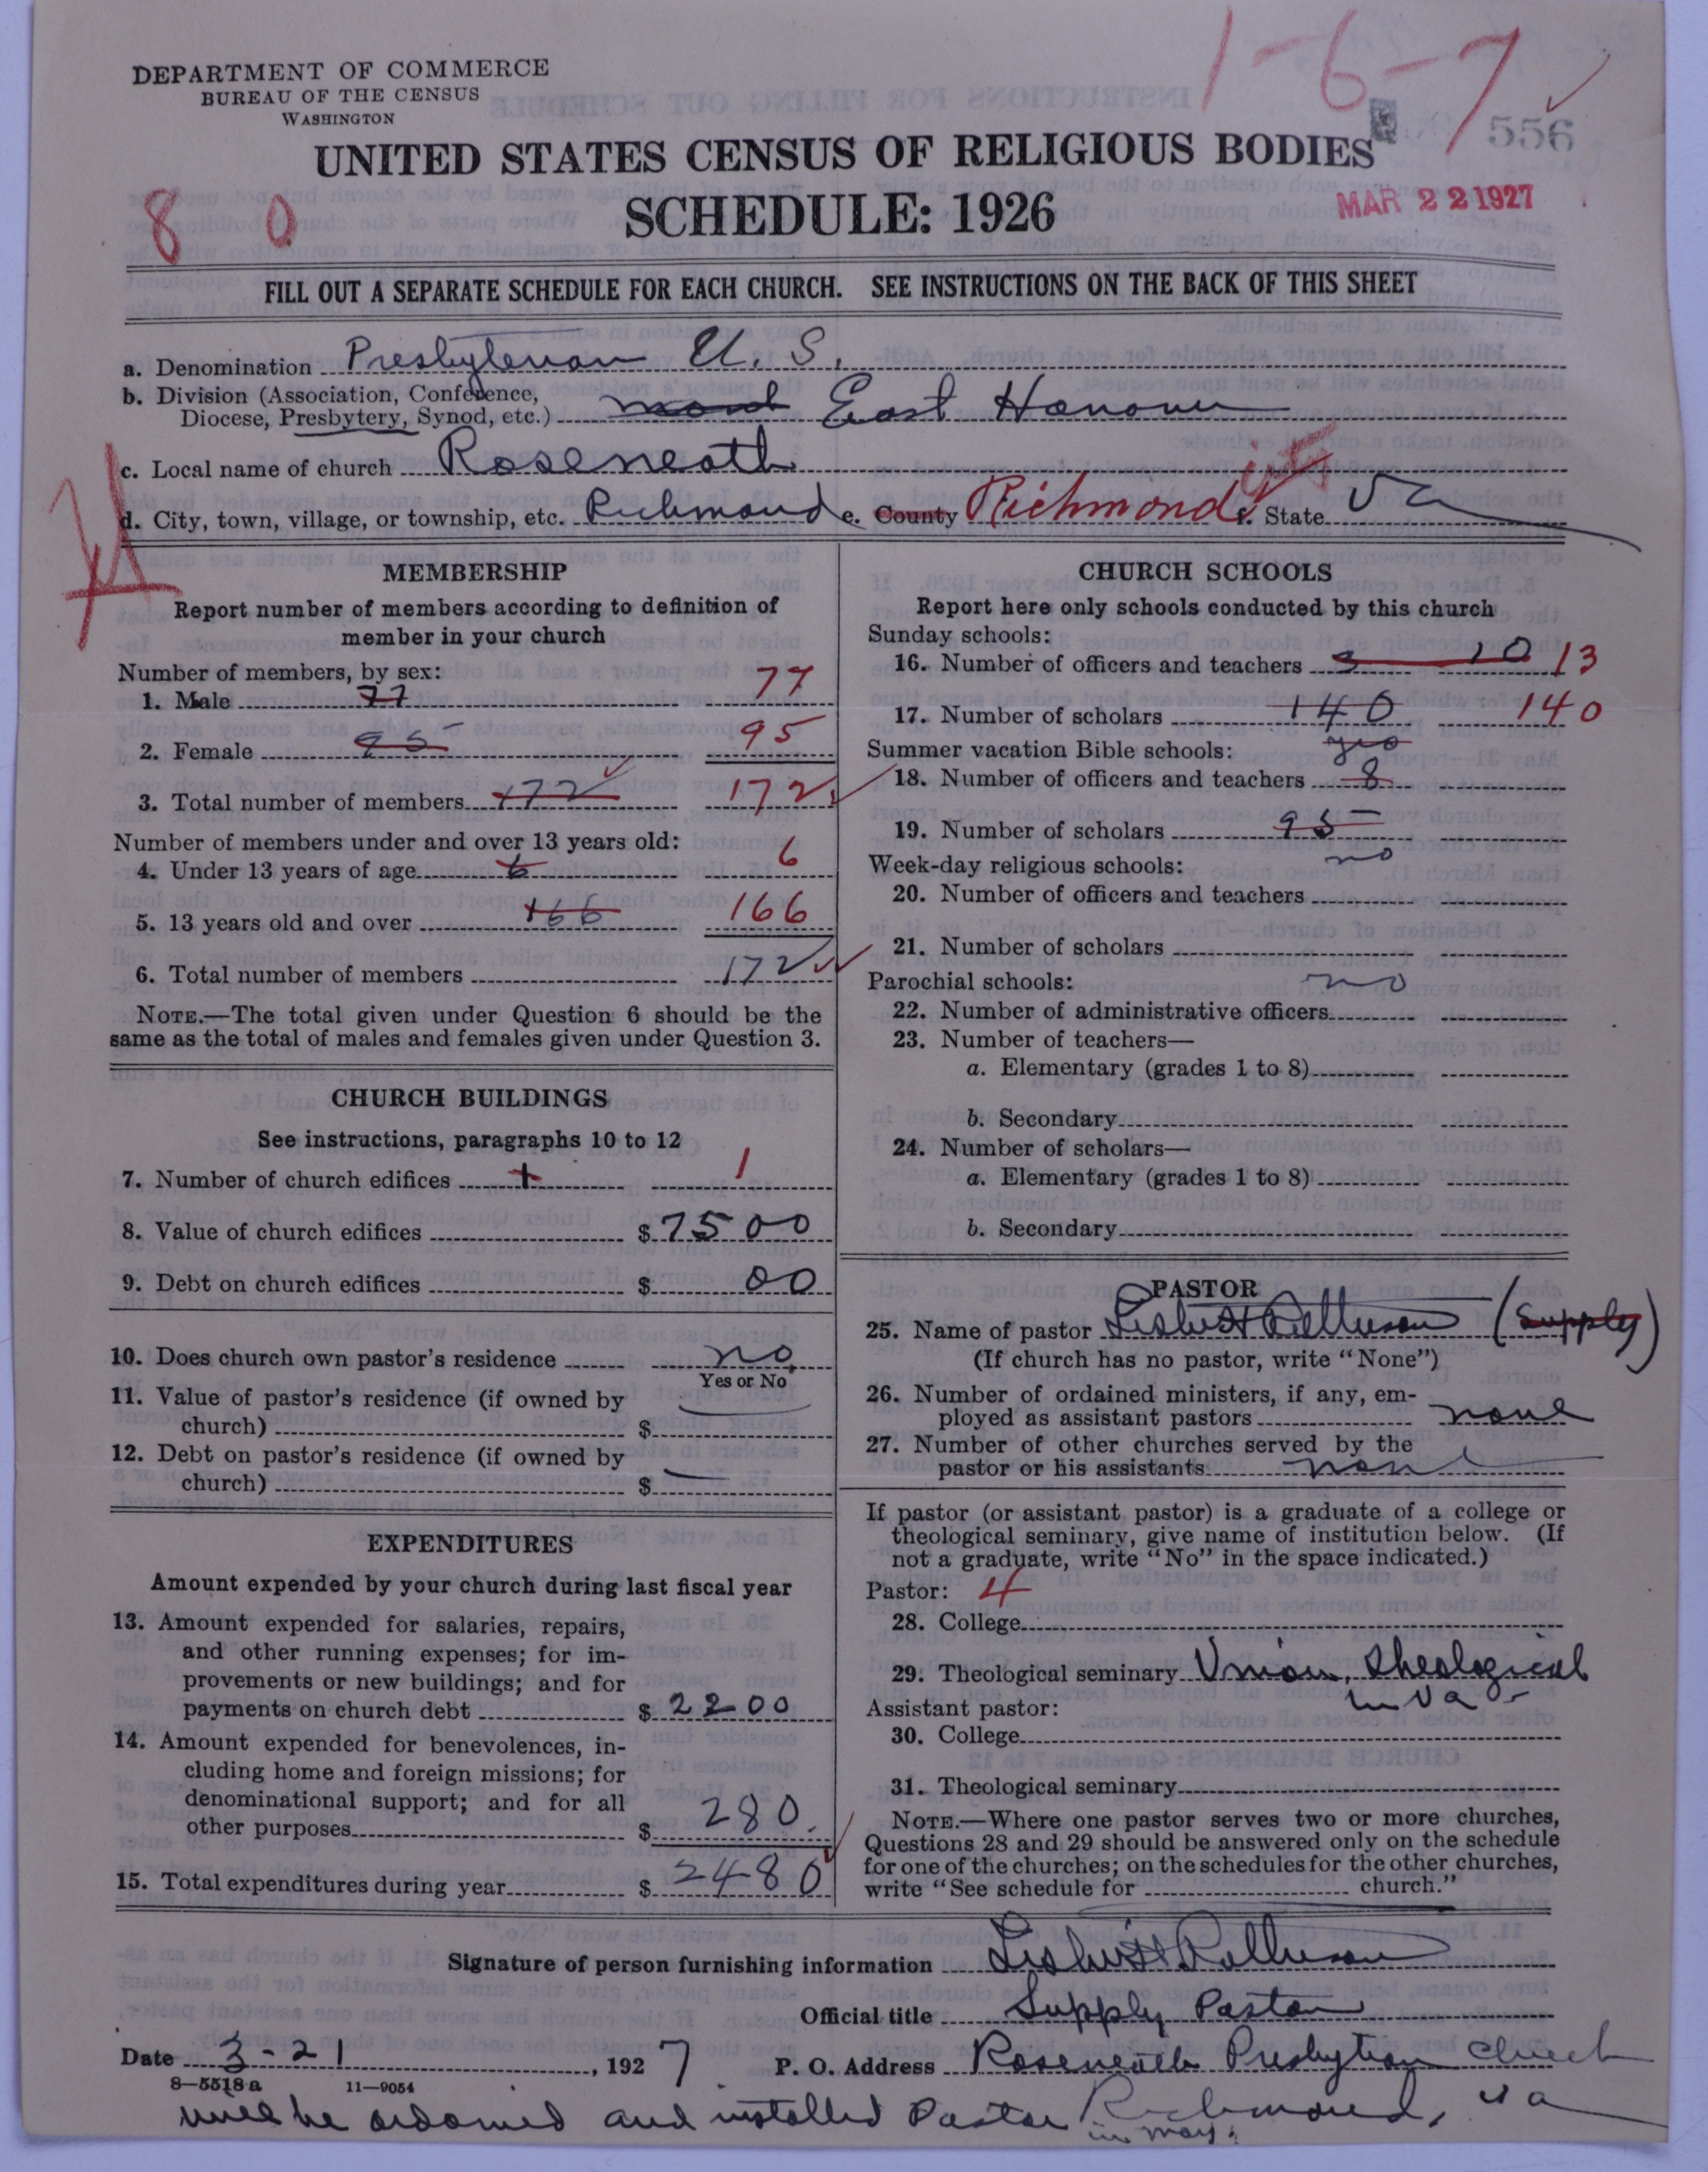 1-6-7
DEPARTMENT OF COMMERCE
BUREAU OF THE CENSUS
WASHINGTON
556
UNITED STATES CENSUS OF RELIGIOUS BODIES
SCHEDULE: 1926
MAR 22 1927
8 0
FILL OUT A SEPARATE SCHEDULE FOR EACH CHURCH. SEE INSTRUCTIONS ON THE BACK OF THIS SHEET
a. Denomination Presbyterian U. S.
b. Division (Association, Conference,
Diocese, Presbytery, Synod, etc.) East Hanover
c. Local name of church Roseneath
d. City, town, village, or township, etc. Richmond e. County Richmond city f. State Va
MEMBERSHIP
Report number of members according to definition of
member in your church
Number of members, by sex:
1. Male 77 77
2. Female 95 95
3. Total number of members 172 172
Number of members under and over 13 years old:
4. Under 13 years of age 6 6
5. 13 years old and over 166 166
6. Total number of members 172
NOTE.—The total given under Question 6 should be the
same as the total of males and females given under Question 3.
CHURCH BUILDINGS
See instructions, paragraphs 10 to 12
7. Number of church edifices 1 1
8. Value of church edifices $ 7500
9. Debt on church edifices $ 00
10. Does church own pastor's residence no
Yes or No
11. Value of pastor's residence (if owned by
church) $ —
12. Debt on pastor's residence (if owned by
church) $ —
EXPENDITURES
Amount expended by your church during last fiscal year
13. Amount expended for salaries, repairs,
and other running expenses; for im-
provements or new buildings; and for
payments on church debt $ 2200
14. Amount expended for benevolences, in-
cluding home and foreign missions; for
denominational support; and for all
other purposes $ 280.
15. Total expenditures during year $ 2480
CHURCH SCHOOLS
Report here only schools conducted by this church
Sunday schools:
16. Number of officers and teachers 3 10 13
17. Number of scholars 140 140
Summer vacation Bible schools: yes
18. Number of officers and teachers 8
19. Number of scholars 95
Week-day religious schools: no
20. Number of officers and teachers
21. Number of scholars
Parochial schools: no
22. Number of administrative officers
23. Number of teachers—
a. Elementary (grades 1 to 8)
b. Secondary
24. Number of scholars—
a. Elementary (grades 1 to 8)
b. Secondary
PASTOR
25. Name of pastor (Supply)
(If church has no pastor, write "None")
26. Number of ordained ministers, if any, em-
ployed as assistant pastors none
27. Number of other churches served by the
pastor or his assistants none
If pastor (or assistant pastor) is a graduate of a college or
theological seminary, give name of institution below. (If
not a graduate, write "No" in the space indicated.)
Pastor: 4
28. College
29. Theological seminary Union, Theological
in Va.
Assistant pastor:
30. College
31. Theological seminary
NOTE.—Where one pastor serves two or more churches,
Questions 28 and 29 should be answered only on the schedule
for one of the churches; on the schedules for the other churches,
write "See schedule for church."
Signature of person furnishing information
Official title Supply Pastor
Date 3-21, 1927 P. O. Address Roseneath Presbytrian Church
8—5518a 11—9054
will be ordained and installed Pastor Richmond, Va
in May.